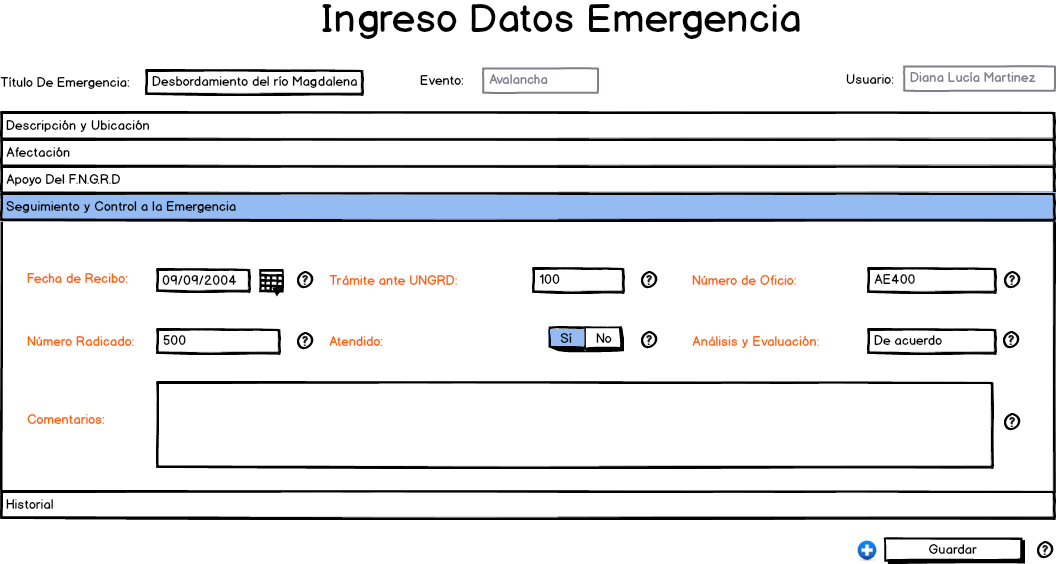 Ingreso Datos Emergencia
Título De Emergencia: Desbordamiento del río Magdalena Evento: Avalancha Usuario: Diana Lucía Martinez
Descripción y Ubicación
Afectación
Apoyo Del F.N.G.R.D
Seguimiento y Control a la Emergencia
Fecha de Recibo: 09/09/2004 ? Trámite ante UNGRD: 100 ? Número de Oficio: AE400 ?
Número Radicado: 500 ? Atendido: Sí No ? Análisis y Evaluación: De acuerdo ?
Comentarios: ?
Historial
Guardar ?